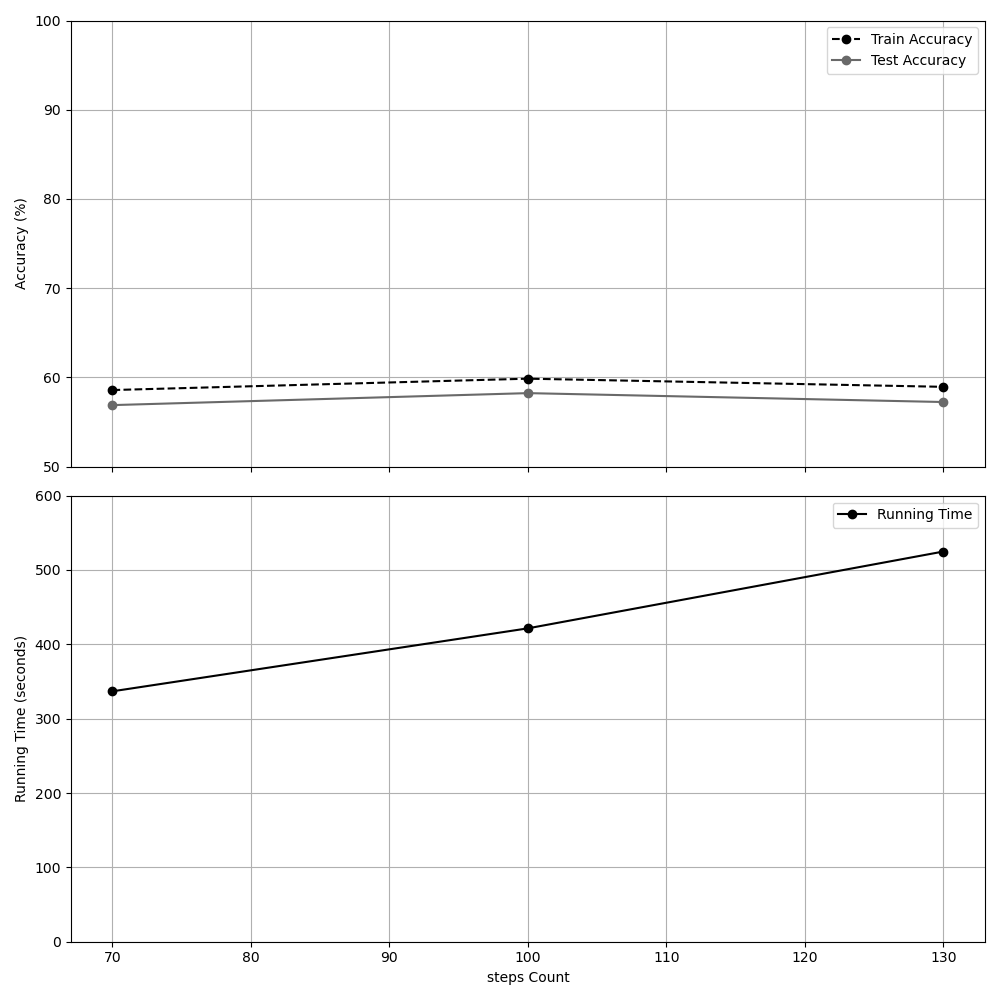 100
90
80
70
60
50
Accuracy (%)
Train Accuracy
Test Accuracy
600
500
400
300
200
100
0
Running Time (seconds)
Running Time
70 80 90 100 110 120 130
steps Count